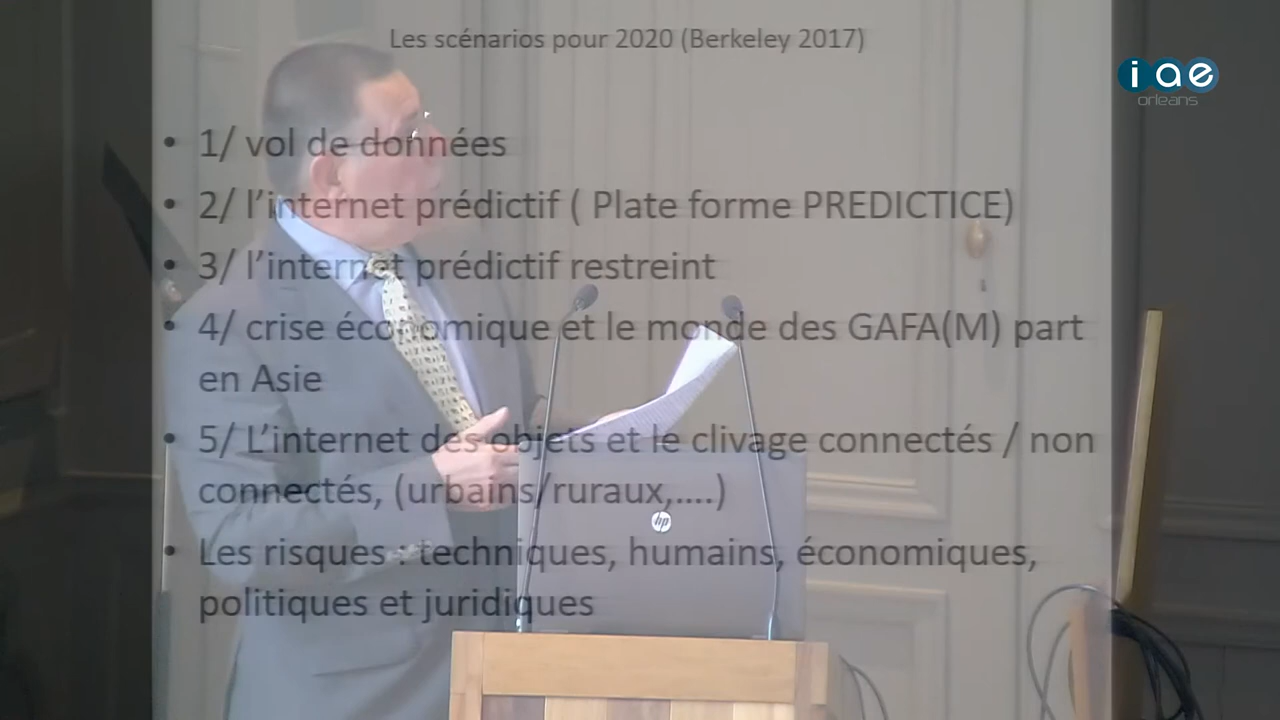 Les scénarios pour 2020 (Berkeley 2017)
iae
orléans
• 1/ vol de données
• 2/ l’internet prédictif ( Plate forme PREDICTICE)
• 3/ l’internet prédictif restreint
• 4/ crise économique et le monde des GAFA(M) part
en Asie
• 5/ L’internet des objets et le clivage connectés / non
connectés, (urbains/ruraux,....)
• Les risques : techniques, humains, économiques,
politiques et juridiques
hp